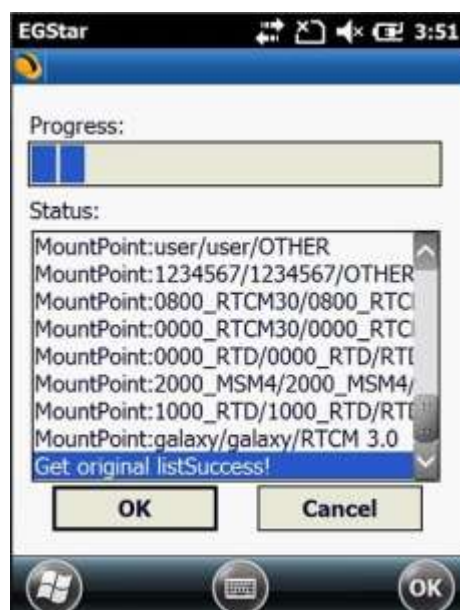 EGStar 3:51
Progress:
Status:
MountPoint:user/user/OTHER
MountPoint:1234567/1234567/OTHER
MountPoint:0800_RTCM30/0800_RTC
MountPoint:0000_RTCM30/0000_RTC
MountPoint:0000_RTD/0000_RTD/RT
MountPoint:2000_MSM4/2000_MSM4/
MountPoint:1000_RTD/1000_RTD/RT
MountPoint:galaxy/galaxy/RTCM 3.0
Get original listSuccess!
OK Cancel
OK